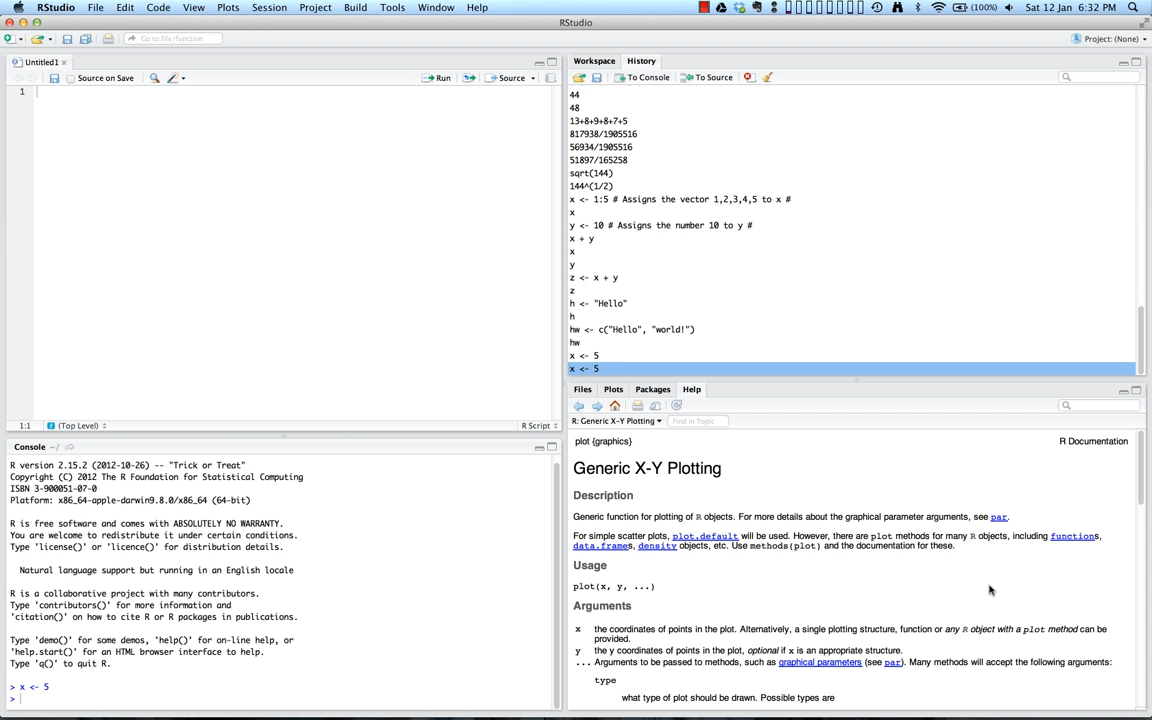 RStudio File Edit Code View Plots Session Project Build Tools Window Help (100%) Sat 12 Jan 6:32 PM
RStudio
Go to file/function Project: (None)
Untitled1
Source on Save Run Source
1
1:1 (Top Level) R Script
Workspace History
To Console To Source
44
48
13+8+9+8+7+5
817938/1905516
56934/1905516
51897/165258
sqrt(144)
144^(1/2)
x <- 1:5 # Assigns the vector 1,2,3,4,5 to x #
x
y <- 10 # Assigns the number 10 to y #
x + y
x
y
z <- x + y
z
h <- "Hello"
h
hw <- c("Hello", "world!")
hw
x <- 5
x <- 5
Console ~/
R version 2.15.2 (2012-10-26) -- "Trick or Treat"
Copyright (C) 2012 The R Foundation for Statistical Computing
ISBN 3-900051-07-0
Platform: x86_64-apple-darwin9.8.0/x86_64 (64-bit)
R is free software and comes with ABSOLUTELY NO WARRANTY.
You are welcome to redistribute it under certain conditions.
Type 'license()' or 'licence()' for distribution details.
Natural language support but running in an English locale
R is a collaborative project with many contributors.
Type 'contributors()' for more information and
'citation()' on how to cite R or R packages in publications.
Type 'demo()' for some demos, 'help()' for on-line help, or
'help.start()' for an HTML browser interface to help.
Type 'q()' to quit R.
> x <- 5
>
Files Plots Packages Help
R: Generic X-Y Plotting Find in Topic
plot {graphics} R Documentation
Generic X-Y Plotting
Description
Generic function for plotting of R objects. For more details about the graphical parameter arguments, see par.
For simple scatter plots, plot.default will be used. However, there are plot methods for many R objects, including functions,
data.frames, density objects, etc. Use methods(plot) and the documentation for these.
Usage
plot(x, y, ...)
Arguments
x the coordinates of points in the plot. Alternatively, a single plotting structure, function or any R object with a plot method can be
provided.
y the y coordinates of points in the plot, optional if x is an appropriate structure.
... Arguments to be passed to methods, such as graphical parameters (see par). Many methods will accept the following arguments:
type
what type of plot should be drawn. Possible types are